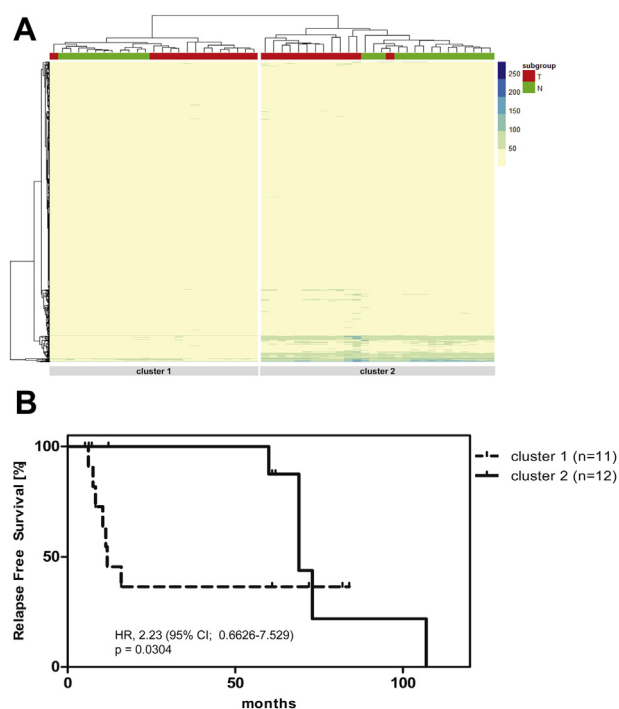 A
subgroup
T
N
250
200
150
100
50
cluster 1
cluster 2
B
Relapse Free Survival [%]
100
50
0
0
50
100
months
HR, 2.23 (95% CI; 0.6626-7.529)
p = 0.0304
cluster 1 (n=11)
cluster 2 (n=12)